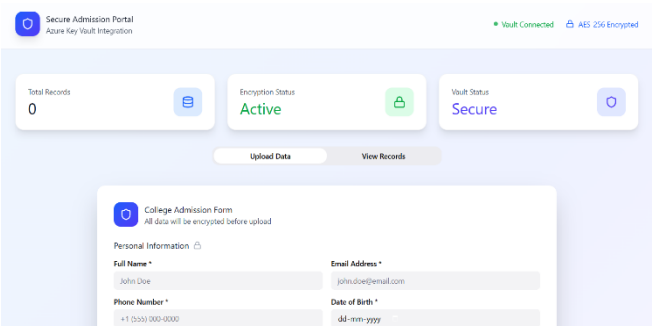 Secure Admission Portal
Azure Key Vault Integration
Vault Connected
AES 256 Encrypted
Total Records
0
Encryption Status
Active
Vault Status
Secure
Upload Data
View Records
College Admission Form
All data will be encrypted before upload
Personal Information
Full Name *
Email Address *
John Doe
john.doe@email.com
Phone Number *
Date of Birth *
+1 (555) 000-0000
dd-mm-yyyy